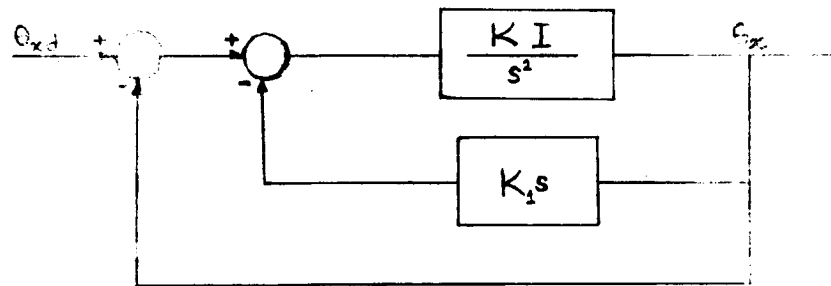 θxd + + K I
- - s²
K₁s